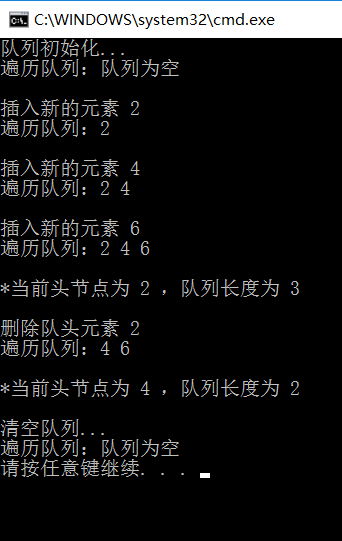 C:\WINDOWS\system32\cmd.exe
队列初始化...
遍历队列：队列为空
插入新的元素 2
遍历队列：2
插入新的元素 4
遍历队列：2 4
插入新的元素 6
遍历队列：2 4 6
*当前头节点为 2 ，队列长度为 3
删除队头元素 2
遍历队列：4 6
*当前头节点为 4 ，队列长度为 2
清空队列...
遍历队列：队列为空
请按任意键继续. . .